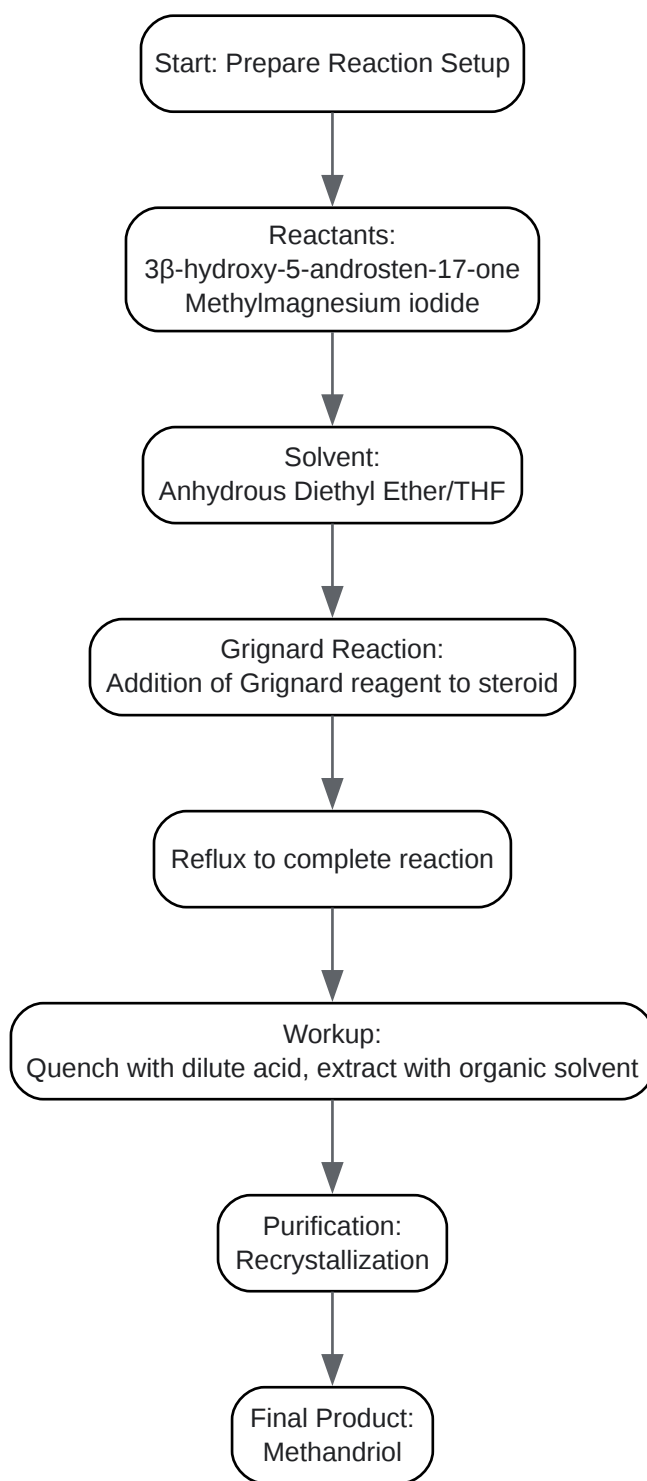 Start: Prepare Reaction Setup
Reactants:
3β-hydroxy-5-androsten-17-one
Methylmagnesium iodide
Solvent:
Anhydrous Diethyl Ether/THF
Grignard Reaction:
Addition of Grignard reagent to steroid
Reflux to complete reaction
Workup:
Quench with dilute acid, extract with organic solvent
Purification:
Recrystallization
Final Product:
Methandriol